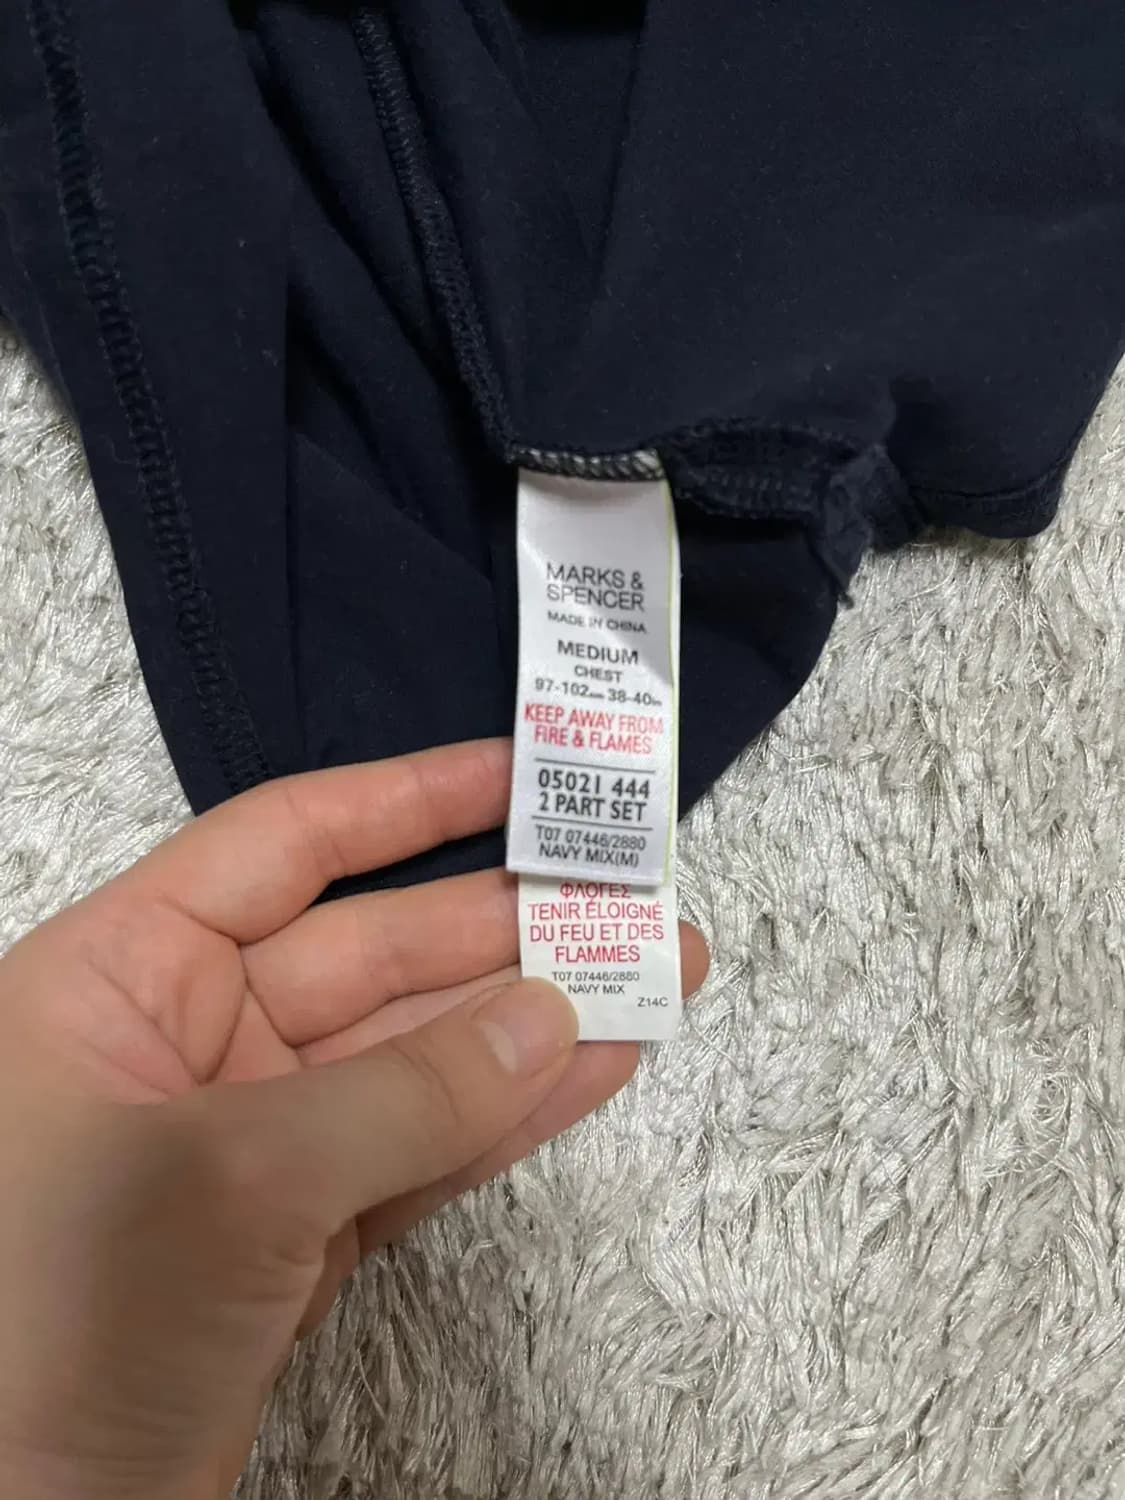 MARKS &
SPENCER
MADE IN CHINA
MEDIUM
CHEST
97-102cm 38-40in
KEEP AWAY FROM
FIRE & FLAMES
05021 444
2 PART SET
T07 07446/2880
NAVY MIX(M)
ΦΛΟΓΕΣ
TENIR ÉLOIGNÉ
DU FEU ET DES
FLAMMES
T07 07446/2880
NAVY MIX
Z14C